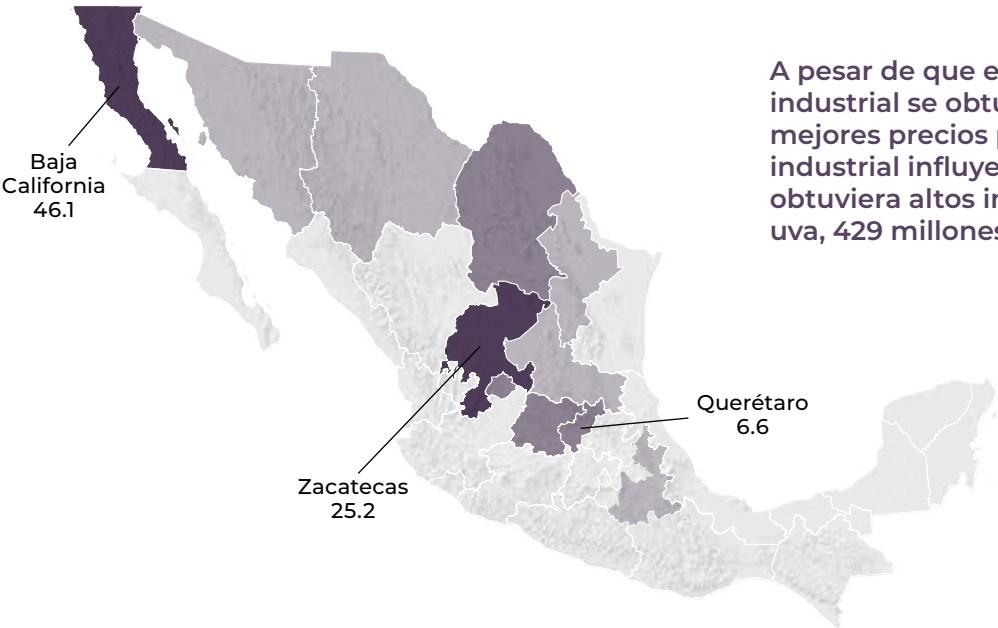 A pesar de que e
industrial se obtu
mejores precios
industrial influye
obtuviera altos in
uva, 429 millones
Baja
California
46.1
Querétaro
6.6
Zacatecas
25.2